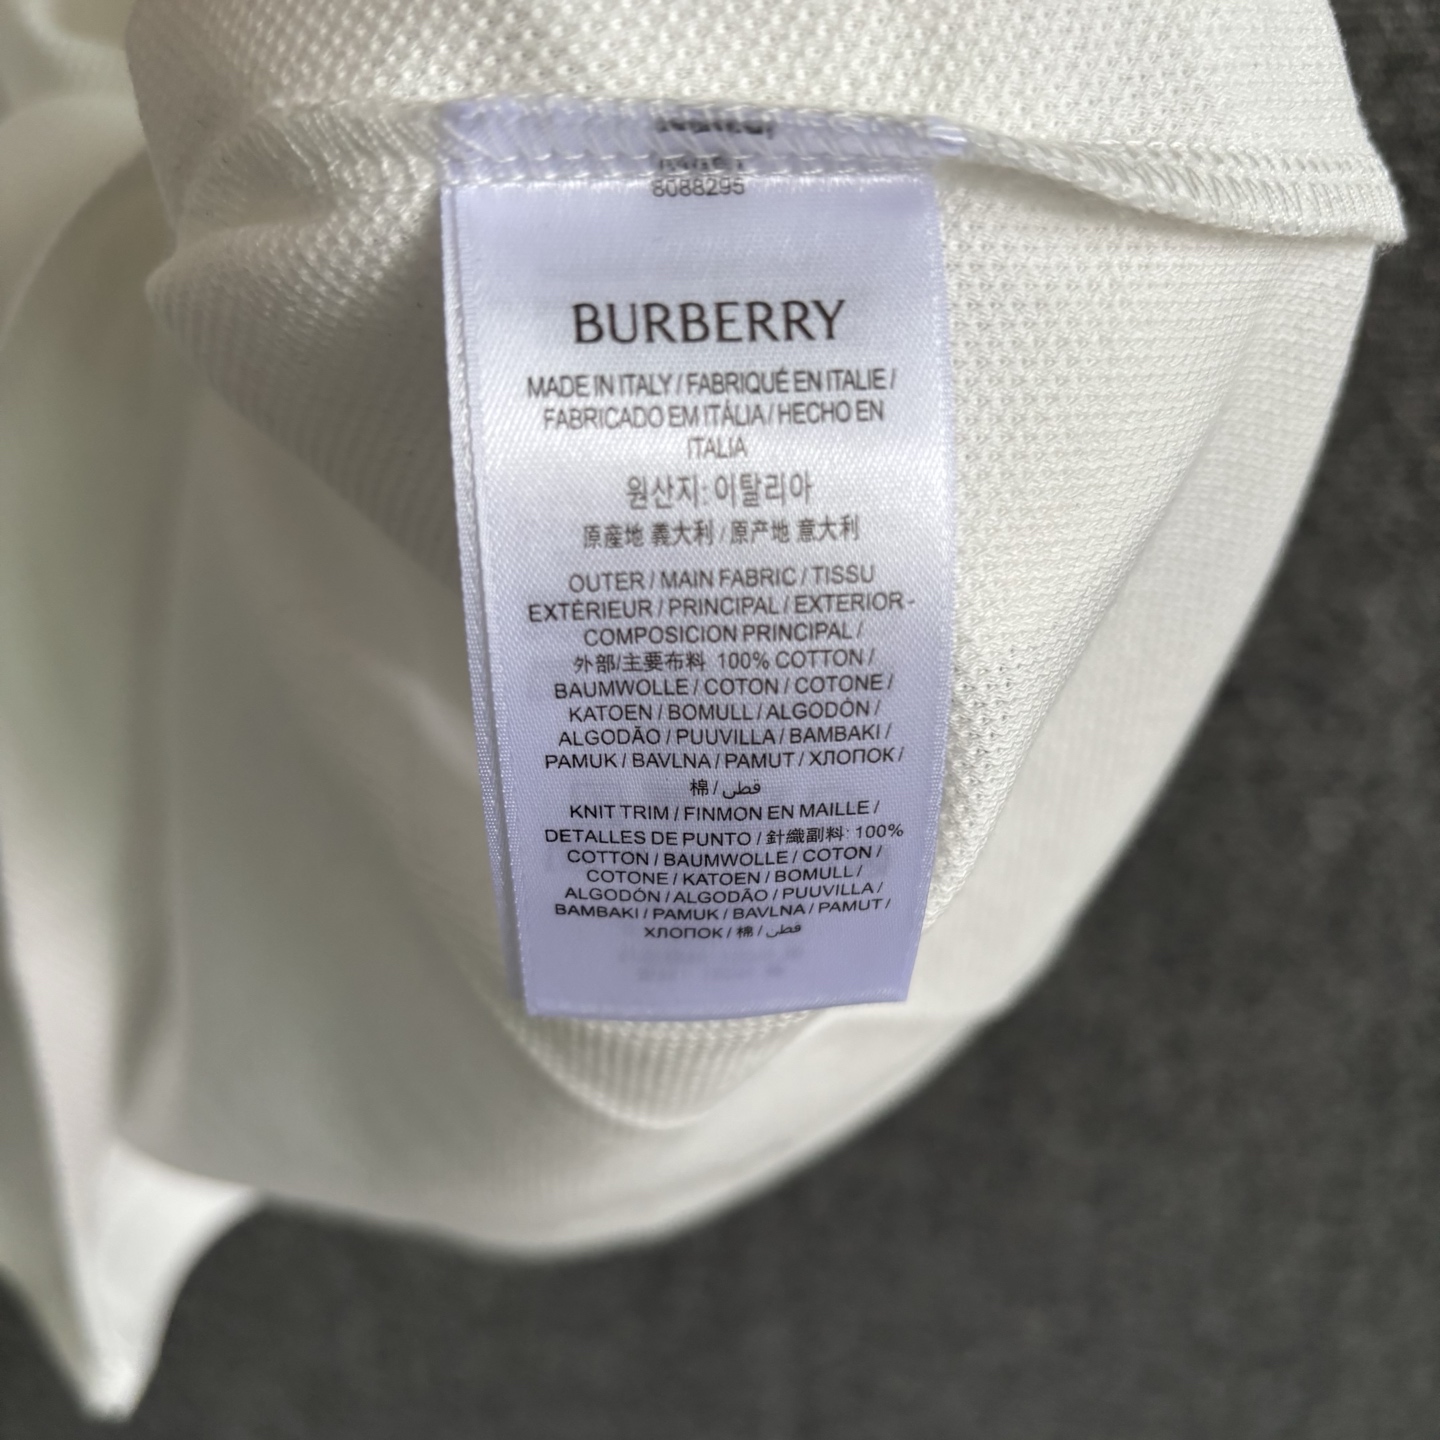 8088295
BURBERRY
MADE IN ITALY / FABRIQUÉ EN ITALIE /
FABRICADO EM ITÁLIA / HECHO EN
ITALIA
원산지: 이탈리아
原産地 義大利 / 原产地 意大利
OUTER / MAIN FABRIC / TISSU
EXTÉRIEUR / PRINCIPAL / EXTERIOR -
COMPOSICION PRINCIPAL /
外部/主要布料 100% COTTON /
BAUMWOLLE / COTON / COTONE /
KATOEN / BOMULL / ALGODÓN /
ALGODÃO / PUUVILLA / BAMBAKI /
PAMUK / BAVLNA / PAMUT / ХЛОПОК /
棉 / قطن
KNIT TRIM / FINMON EN MAILLE /
DETALLES DE PUNTO / 針織副料: 100%
COTTON / BAUMWOLLE / COTON /
COTONE / KATOEN / BOMULL /
ALGODÓN / ALGODÃO / PUUVILLA /
BAMBAKI / PAMUK / BAVLNA / PAMUT /
ХЛОПОК / 棉 / قطن